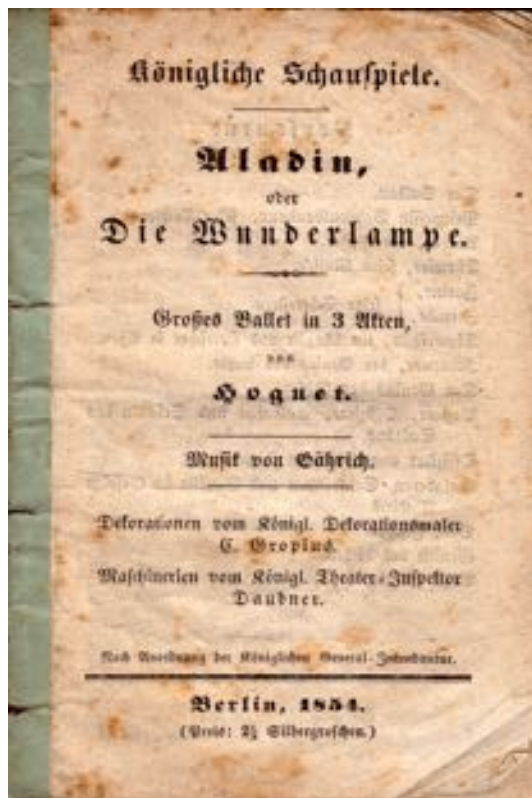 Königliche Schauspiele.
Aladin,
oder
Die Wunderlampe.
Großes Ballet in 3 Akten,
von
Hoguet.
Musik von Gährich.
Dekorationen vom Königl. Dekorationsmaler
C. Gropius.
Maschinerien vom Königl. Theater-Inspektor
Daubner.
Nach Anordnung der Königlichen General-Intendantur.
Berlin, 1854.
(Preis: 2½ Silbergroschen.)